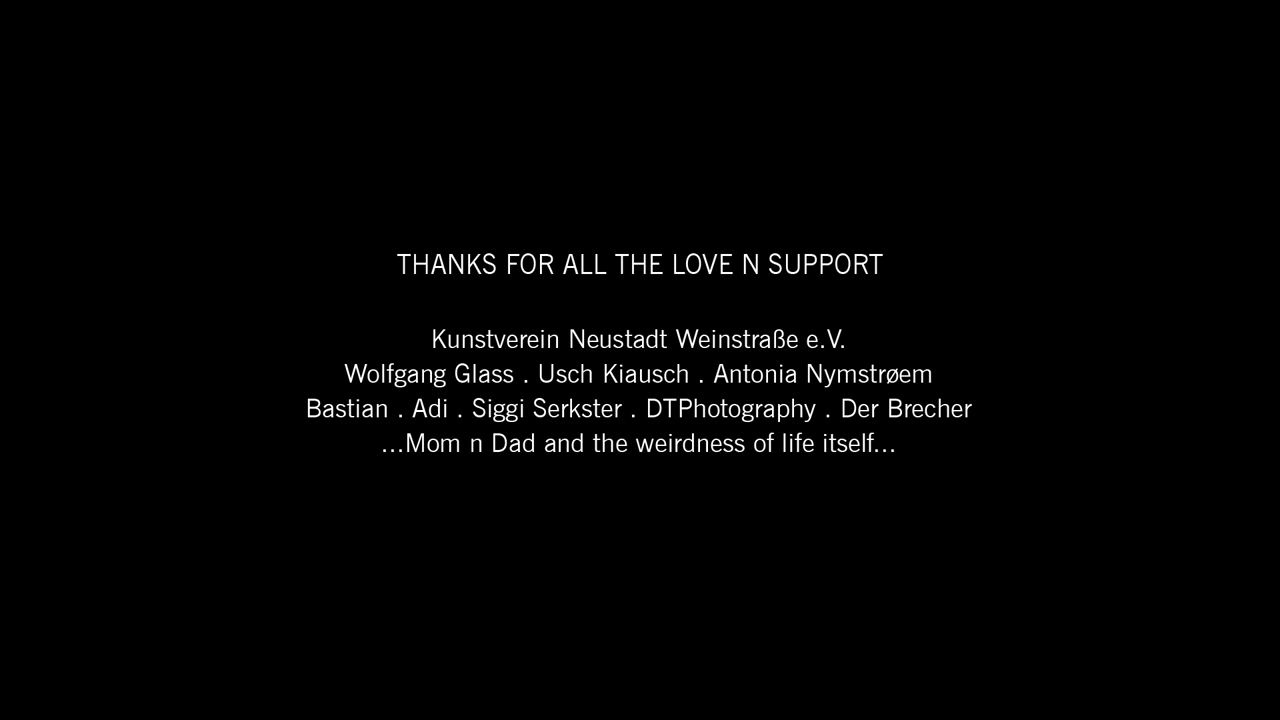 THANKS FOR ALL THE LOVE N SUPPORT
Kunstverein Neustadt Weinstraße e.V.
Wolfgang Glass . Usch Kiausch . Antonia Nymstrøem
Bastian . Adi . Siggi Serkster . DTPhotography . Der Brecher
...Mom n Dad and the weirdness of life itself...